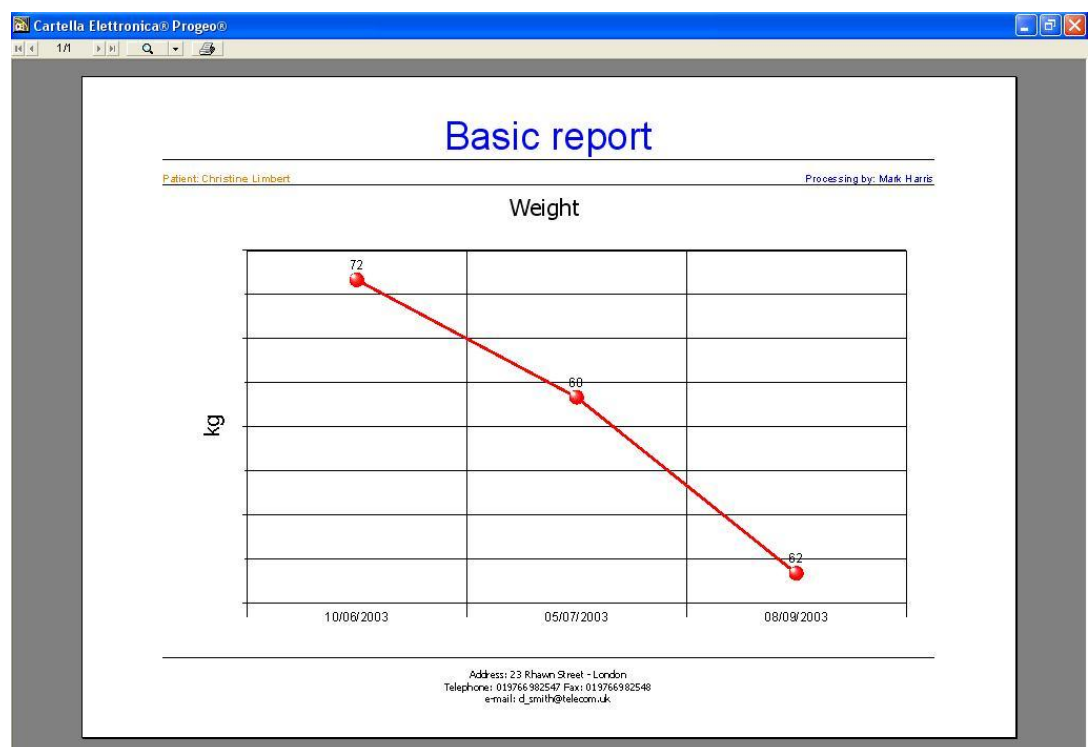 Cartella Elettronica® Progeo®
1/1
Basic report
Patient: Christine Limbert
Processing by: Mark Harris
Weight
72
68
62
kg
10/06/2003
05/07/2003
08/09/2003
Address: 23 Rhawn Street - London
Telephone: 019766982547 Fax: 019766982548
e-mail: d_smith@telecom.uk